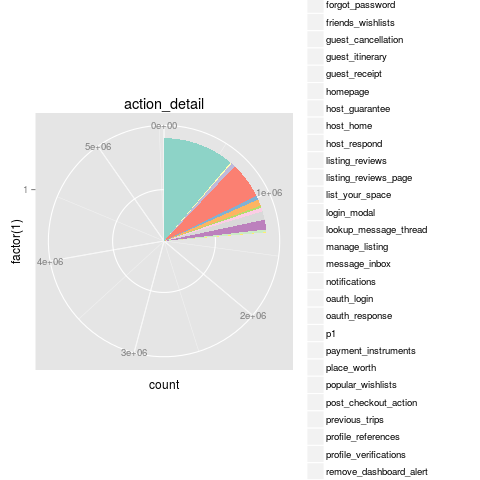 action_detail
0e+00
5e+06
1e+06
1
factor(1)
4e+06
2e+06
3e+06
count
forgot_password
friends_wishlists
guest_cancellation
guest_itinerary
guest_receipt
homepage
host_guarantee
host_home
host_respond
listing_reviews
listing_reviews_page
list_your_space
login_modal
lookup_message_thread
manage_listing
message_inbox
notifications
oauth_login
oauth_response
p1
payment_instruments
place_worth
popular_wishlists
post_checkout_action
previous_trips
profile_references
profile_verifications
remove_dashboard_alert